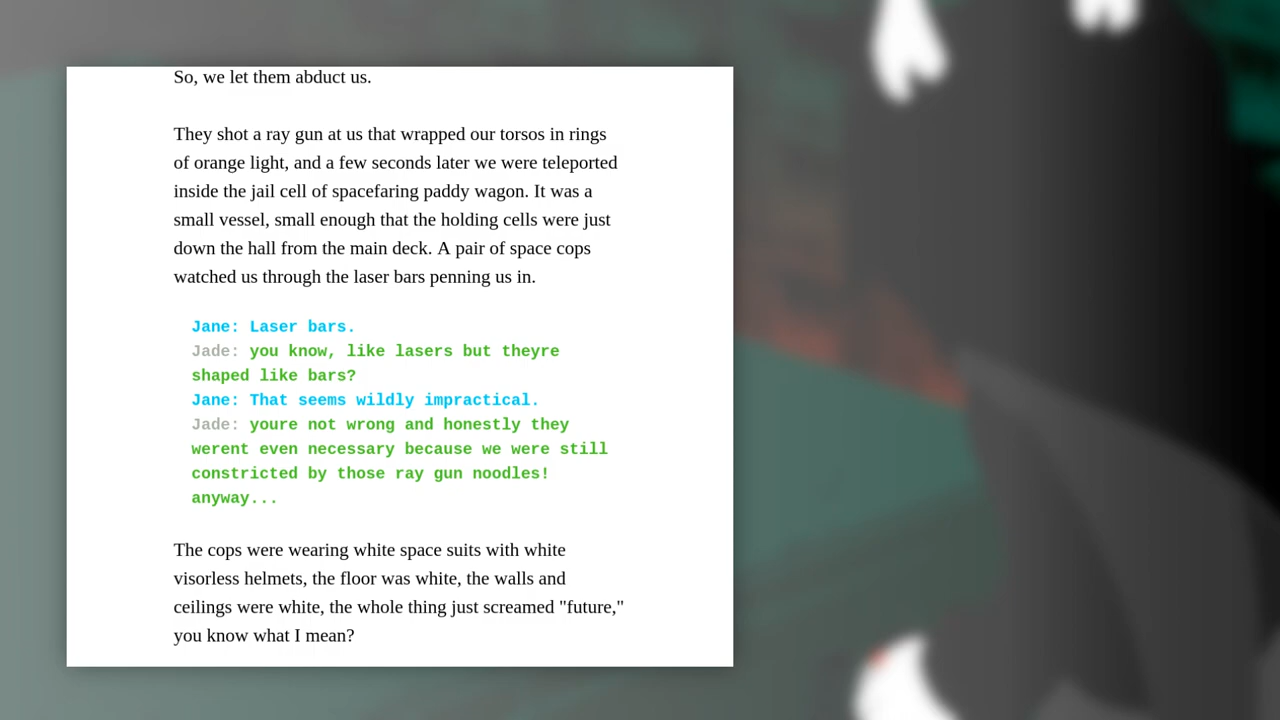 So, we let them abduct us.
They shot a ray gun at us that wrapped our torsos in rings
of orange light, and a few seconds later we were teleported
inside the jail cell of spacefaring paddy wagon. It was a
small vessel, small enough that the holding cells were just
down the hall from the main deck. A pair of space cops
watched us through the laser bars penning us in.
Jane: Laser bars.
Jade: you know, like lasers but theyre
shaped like bars?
Jane: That seems wildly impractical.
Jade: youre not wrong and honestly they
werent even necessary because we were still
constricted by those ray gun noodles!
anyway...
The cops were wearing white space suits with white
visorless helmets, the floor was white, the walls and
ceilings were white, the whole thing just screamed "future,"
you know what I mean?